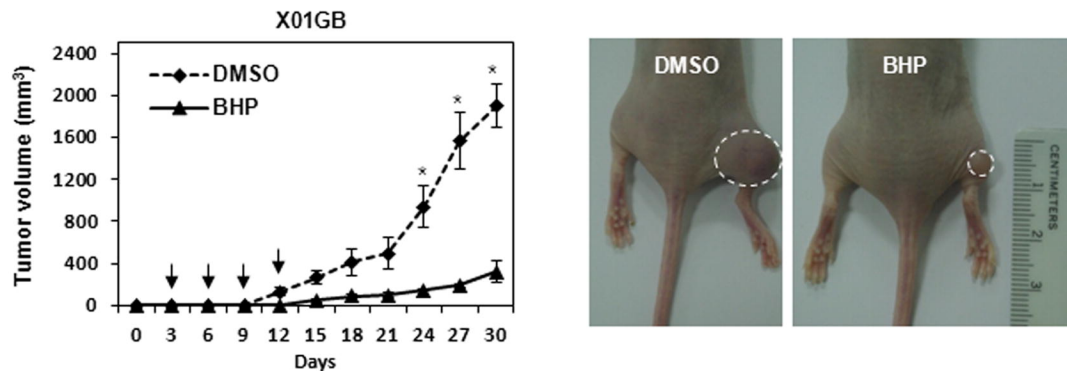 X01GB
Tumor volume (mm³)
2400
2000
1600
1200
800
400
0
DMSO
BHP
*
*
*
0 3 6 9 12 15 18 21 24 27 30
Days
DMSO
BHP
CENTIMETERS
1
2
3